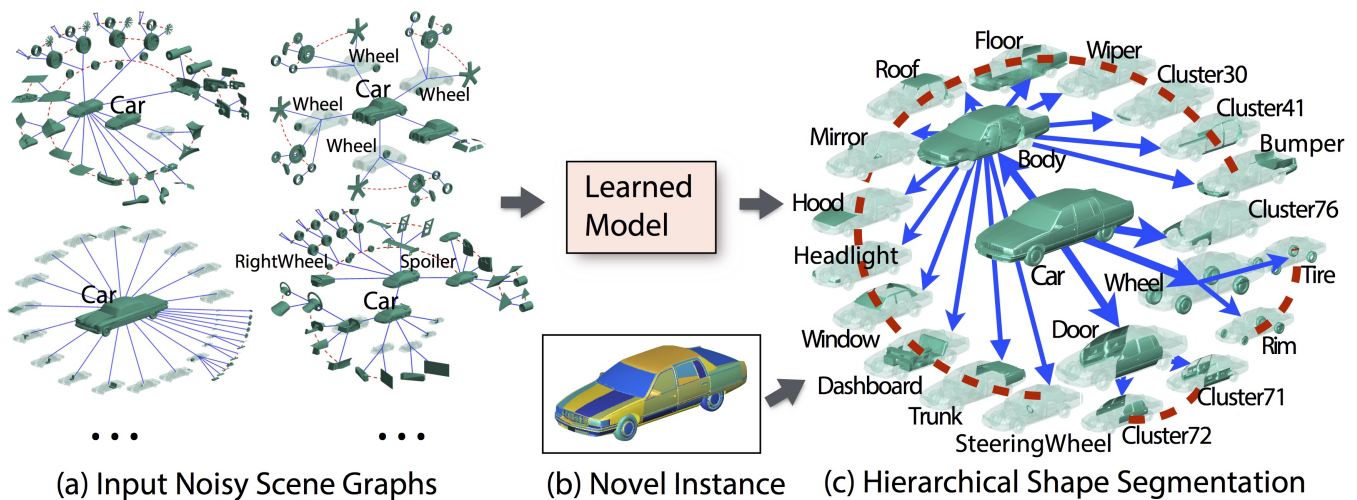 Wheel
Car
Car
Wheel
Wheel
Wheel
Car
RightWheel
Spoiler
Car
. . .
. . .
(a) Input Noisy Scene Graphs
Learned
Model
(b) Novel Instance
Floor
Wiper
Roof
Cluster30
Cluster41
Mirror
Body
Bumper
Hood
Cluster76
Headlight
Car
Wheel
Tire
Window
Door
Rim
Dashboard
Cluster71
Trunk
SteeringWheel
Cluster72
(c) Hierarchical Shape Segmentation